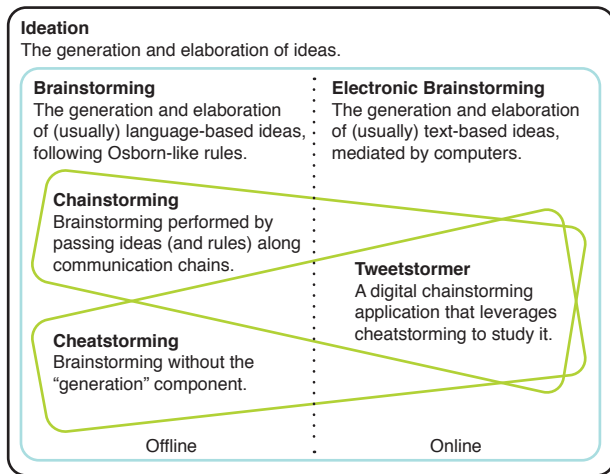 Ideation
The generation and elaboration of ideas.
Brainstorming
The generation and elaboration
of (usually) language-based ideas,
following Osborn-like rules.
Electronic Brainstorming
The generation and elaboration
of (usually) text-based ideas,
mediated by computers.
Chainstorming
Brainstorming performed by
passing ideas (and rules) along
communication chains.
Tweetstormer
A digital chainstorming
application that leverages
cheatstorming to study it.
Cheatstorming
Brainstorming without the
“generation” component.
Offline
Online